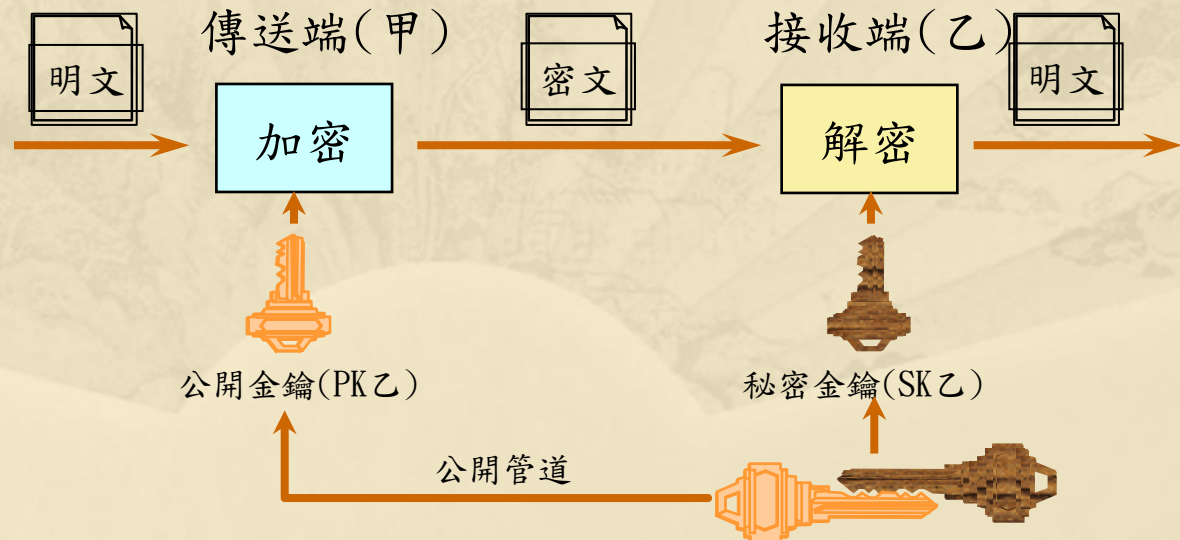 傳送端(甲)
接收端(乙)
明文
密文
明文
加密
解密
公開金鑰(PK乙)
秘密金鑰(SK乙)
公開管道